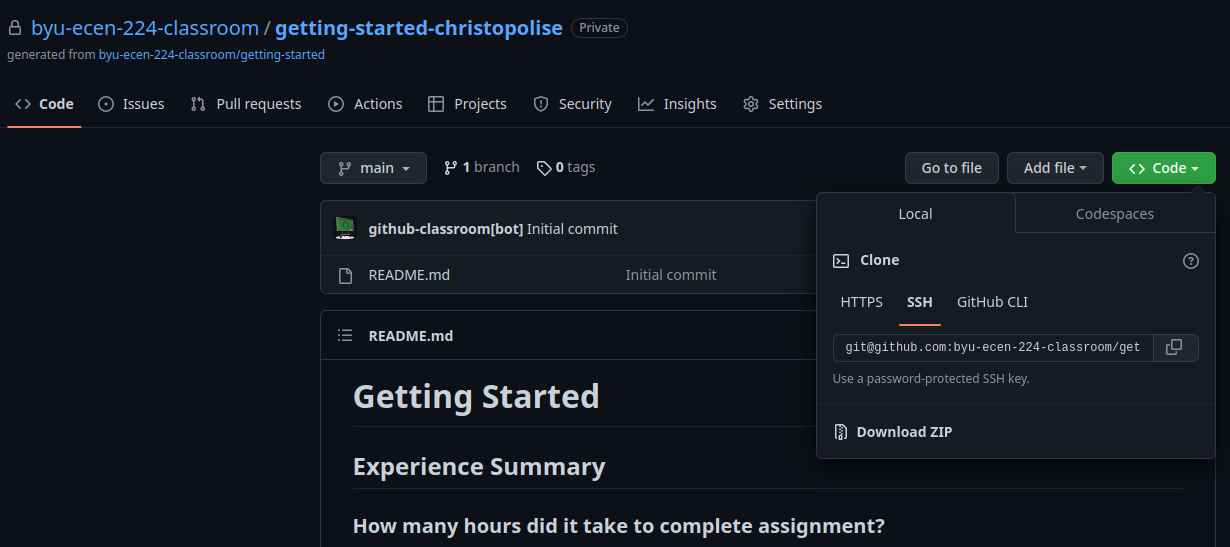 byu-ecen-224-classroom / getting-started-christopolise Private
generated from byu-ecen-224-classroom/getting-started
Code Issues Pull requests Actions Projects Security Insights Settings
main 1 branch 0 tags Go to file Add file Code
Local Codespaces
github-classroom[bot] Initial commit
Clone
README.md Initial commit
HTTPS SSH GitHub CLI
README.md
git@github.com:byu-ecen-224-classroom/get
Use a password-protected SSH key.
Getting Started
Download ZIP
Experience Summary
How many hours did it take to complete assignment?